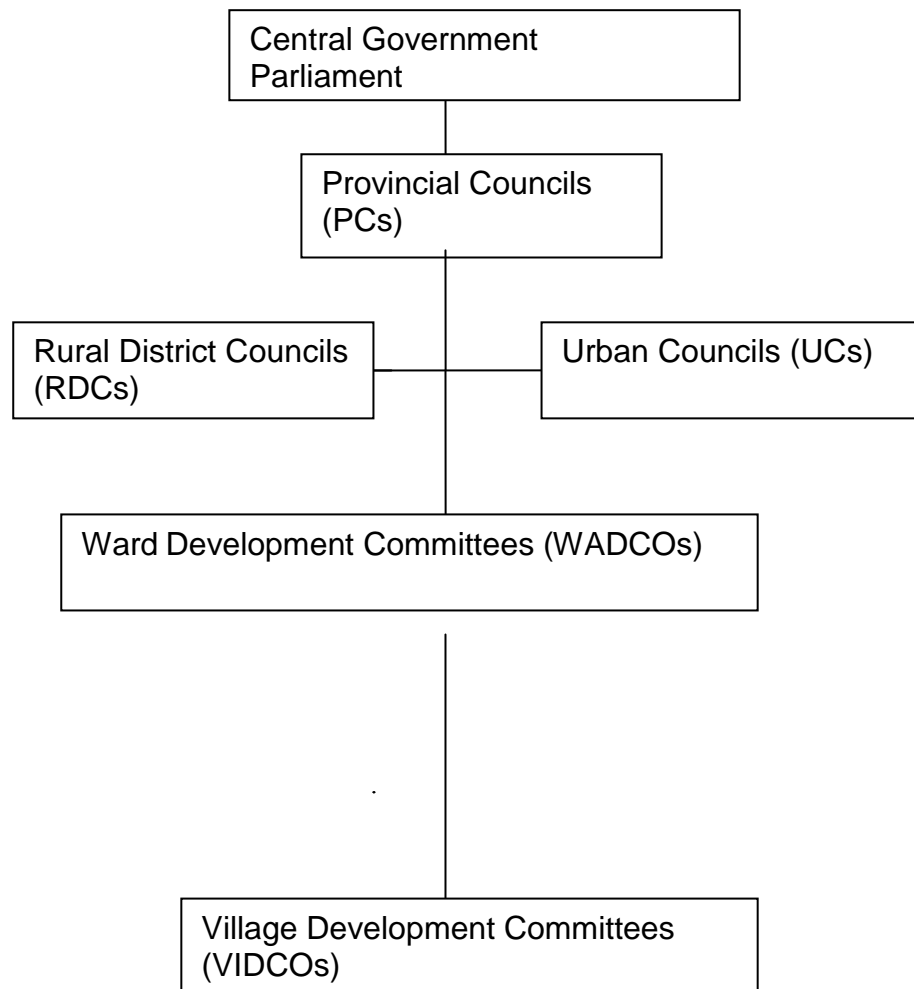 Central Government
Parliament
Provincial Councils
(PCs)
Rural District Councils
(RDCs)
Urban Councils (UCs)
Ward Development Committees (WADCOs)
Village Development Committees
(VIDCOs)